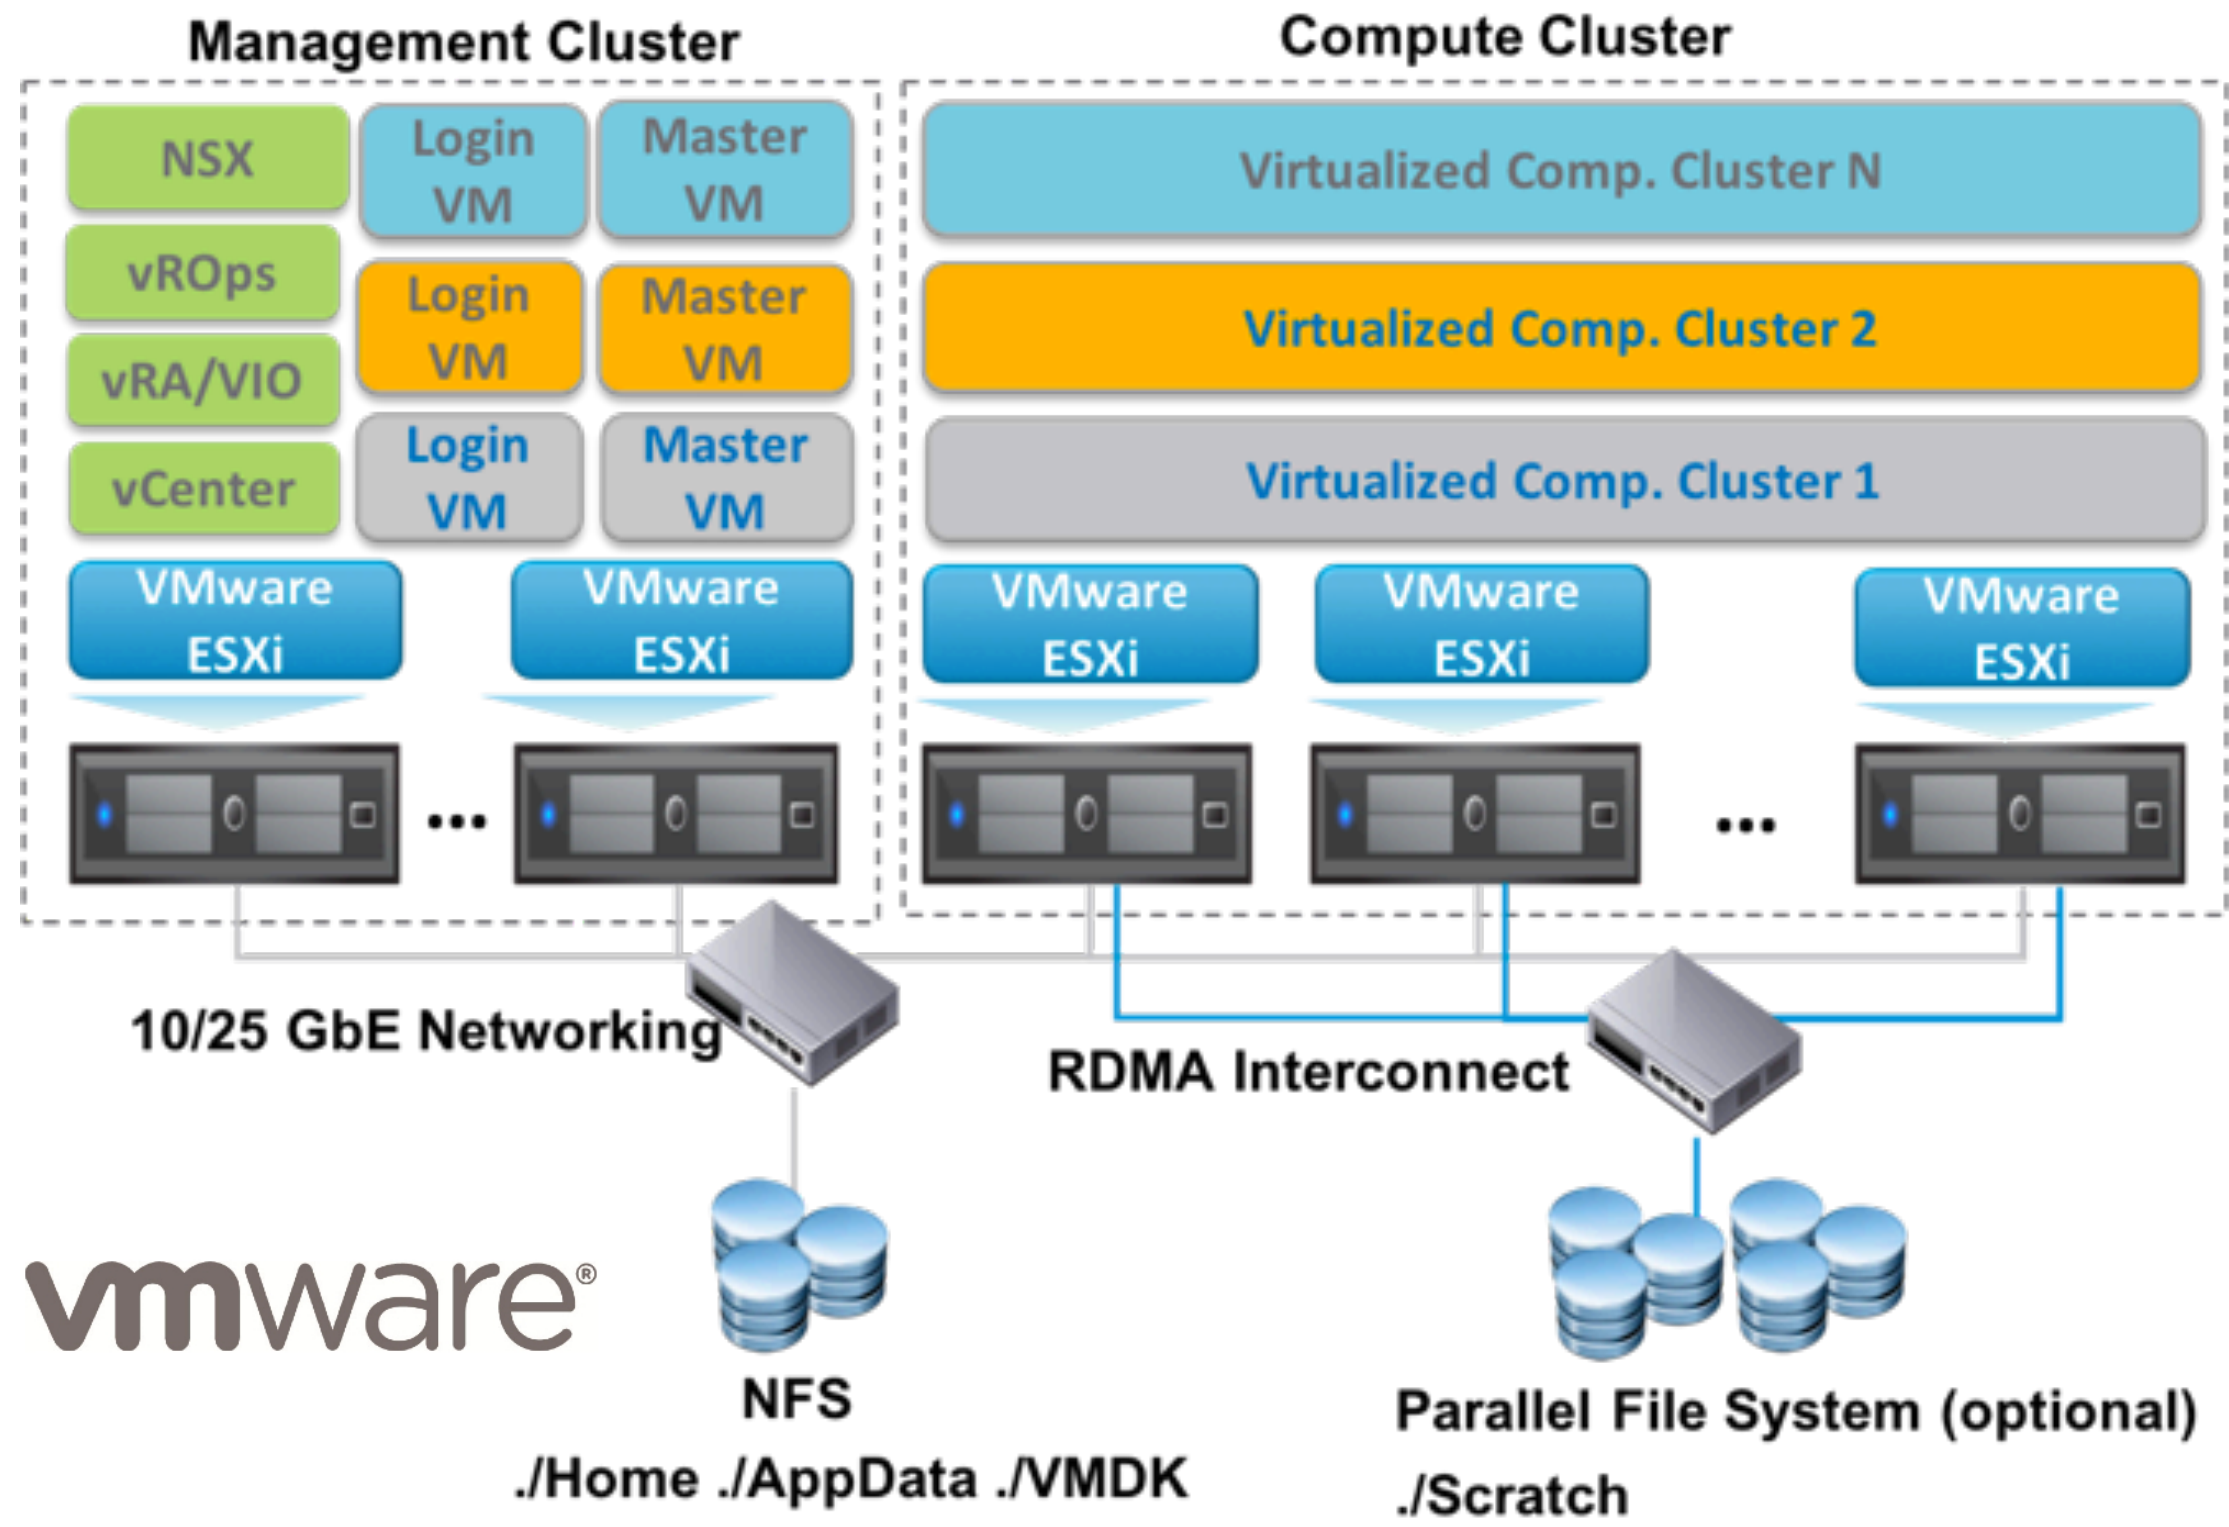 Management Cluster
NSX
vROps
vRA/VIO
vCenter
Login
VM
Master
VM
Login
VM
Master
VM
Login
VM
Master
VM
VMware
ESXi
...
VMware
ESXi
Compute Cluster
Virtualized Comp. Cluster N
Virtualized Comp. Cluster 2
Virtualized Comp. Cluster 1
VMware
ESXi
VMware
ESXi
...
VMware
ESXi
10/25 GbE Networking
RDMA Interconnect
vmware®
NFS
./Home ./AppData ./VMDK
Parallel File System (optional)
./Scratch